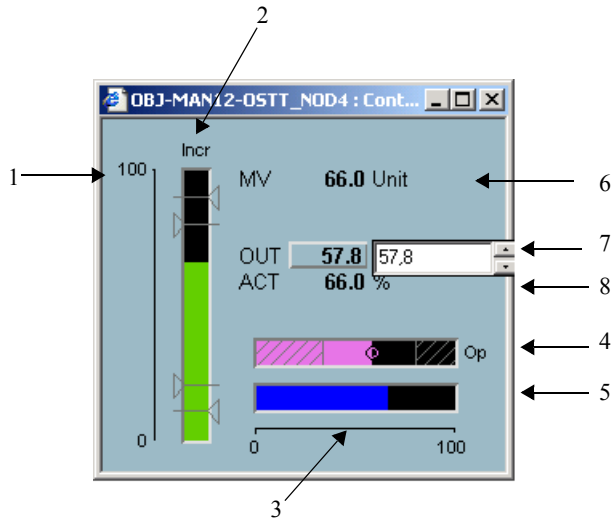 2
OBJ-MAN12-OSTT_NOD4 : Cont...
Incr
1
100
MV 66.0 Unit
6
OUT 57.8 57,8
7
ACT 66.0 %
8
Op
4
5
0
0 100
3